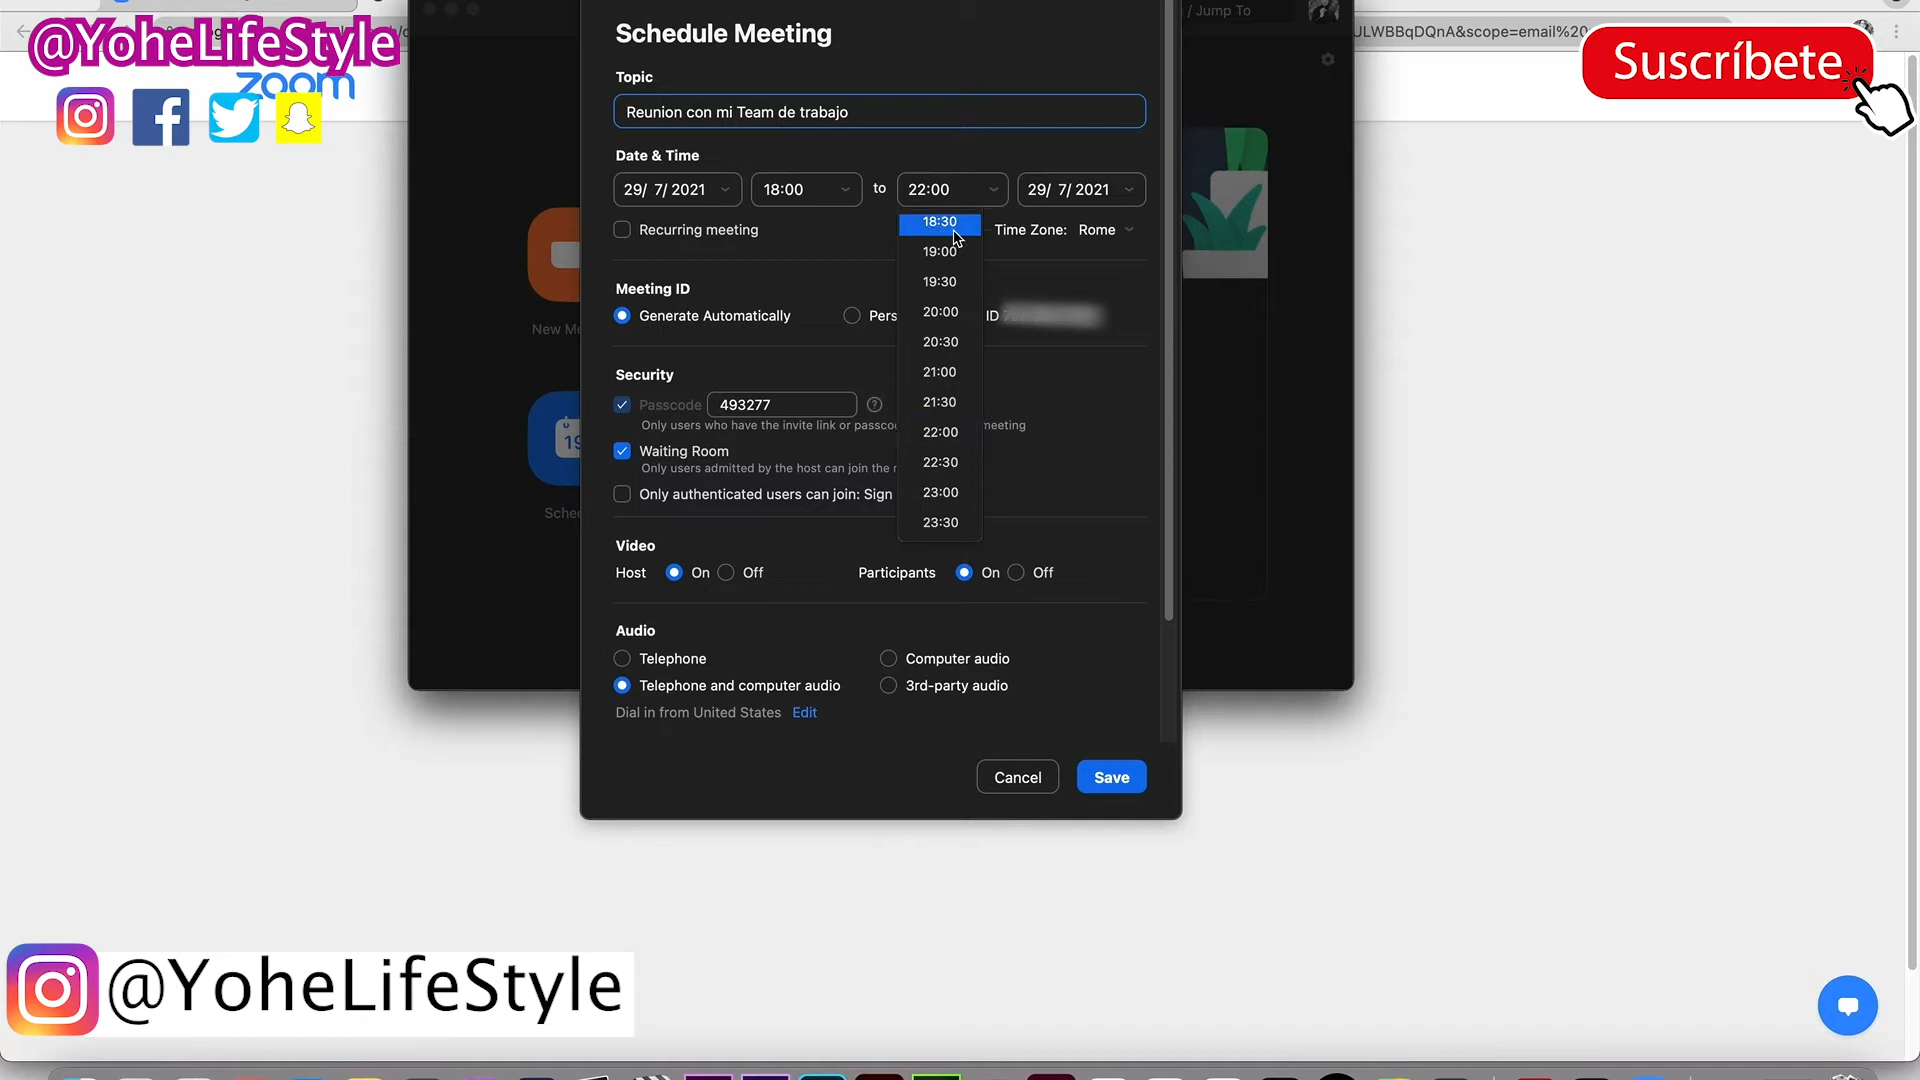 @YoheLifeStyle
zoom
/ Jump To
ULWBBqDQnA&scope=email%20
Suscríbete
Schedule Meeting
Topic
Reunion con mi Team de trabajo
Date & Time
29/ 7/ 2021
18:00
to
22:00
29/ 7/ 2021
Recurring meeting
Time Zone: Rome
18:30
19:00
19:30
20:00
20:30
21:00
21:30
22:00
22:30
23:00
23:30
Meeting ID
Generate Automatically
Pers
ID
New Me
Security
Passcode
493277
Only users who have the invite link or passco
meeting
Waiting Room
Only users admitted by the host can join the
Only authenticated users can join: Sign
19
Sched
Video
Host
On
Off
Participants
On
Off
Audio
Telephone
Computer audio
Telephone and computer audio
3rd-party audio
Dial in from United States
Edit
Cancel
Save
@YoheLifeStyle